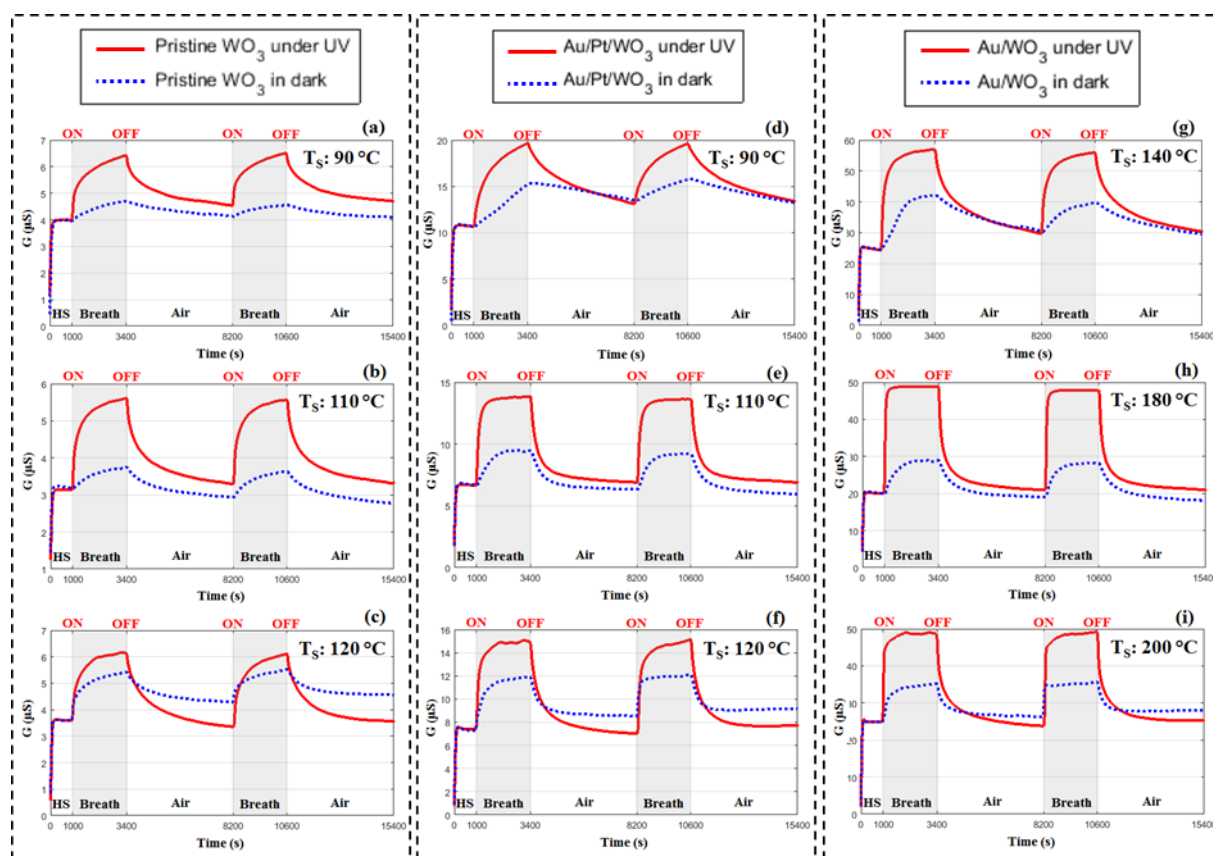 Pristine WO3 under UV
Pristine WO3 in dark
Au/Pt/WO3 under UV
Au/Pt/WO3 in dark
Au/WO3 under UV
Au/WO3 in dark
ON OFF ON OFF (a)
TS: 90 °C
7
6
5
4
3
2
1
0
G (µS)
HS Breath Air Breath Air
0 1000 3400 8200 10600 15400
Time (s)
ON OFF ON OFF (d)
TS: 90 °C
20
15
10
5
0
G (µS)
HS Breath Air Breath Air
0 1000 3400 8200 10600 15400
Time (s)
ON OFF ON OFF (g)
TS: 140 °C
60
50
40
30
20
10
0
G (µS)
HS Breath Air Breath Air
0 1000 3400 8200 10600 15400
Time (s)
ON OFF ON OFF (b)
TS: 110 °C
6
5
4
3
2
1
G (µS)
HS Breath Air Breath Air
0 1000 3400 8200 10600 15400
Time (s)
ON OFF ON OFF (e)
TS: 110 °C
15
10
5
0
G (µS)
HS Breath Air Breath Air
0 1000 3400 8200 10600 15400
Time (s)
ON OFF ON OFF (h)
TS: 180 °C
50
40
30
20
10
0
G (µS)
HS Breath Air Breath Air
0 1000 3400 8200 10600 15400
Time (s)
ON OFF ON OFF (c)
TS: 120 °C
7
6
5
4
3
2
1
0
G (µS)
HS Breath Air Breath Air
0 1000 3400 8200 10600 15400
Time (s)
ON OFF ON OFF (f)
TS: 120 °C
16
14
12
10
8
6
4
2
0
G (µS)
HS Breath Air Breath Air
0 1000 3400 8200 10600 15400
Time (s)
ON OFF ON OFF (i)
TS: 200 °C
50
40
30
20
10
0
G (µS)
HS Breath Air Breath Air
0 1000 3400 8200 10600 15400
Time (s)